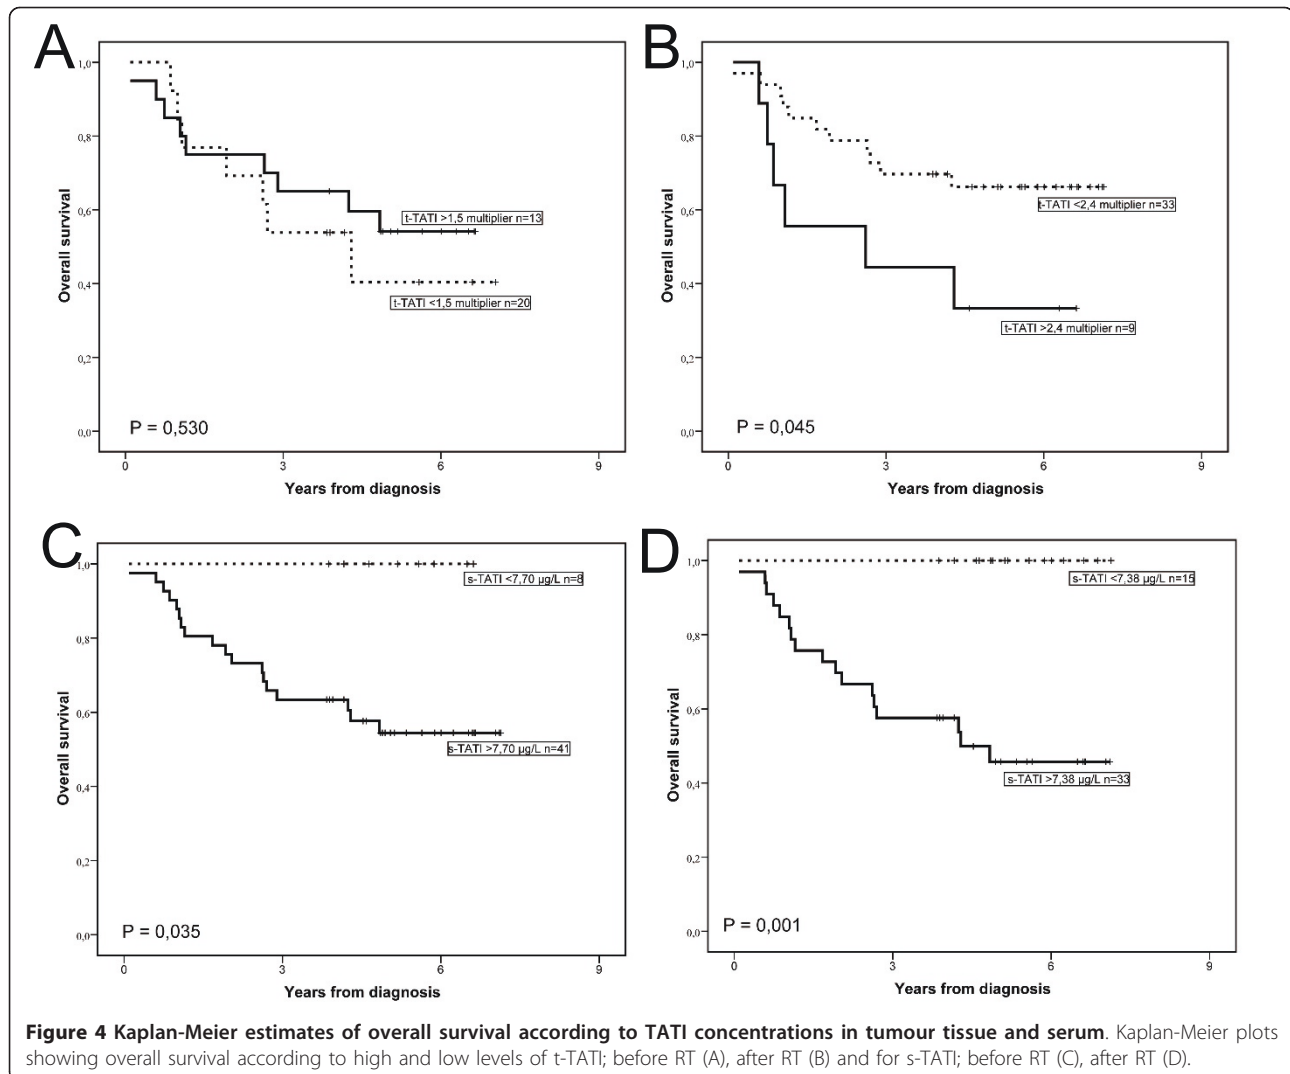 A
1,0
0,8
0,6
0,4
0,2
0,0
Overall survival
t-TATI >1,5 multiplier n=13
t-TATI <1,5 multiplier n=20
P = 0,530
0 3 6 9
Years from diagnosis
B
1,0
0,8
0,6
0,4
0,2
0,0
Overall survival
t-TATI <2,4 multiplier n=33
t-TATI >2,4 multiplier n=9
P = 0,045
0 3 6 9
Years from diagnosis
C
1,0
0,8
0,6
0,4
0,2
0,0
Overall survival
s-TATI <7,70 µg/L n=8
s-TATI >7,70 µg/L n=41
P = 0,035
0 3 6 9
Years from diagnosis
D
1,0
0,8
0,6
0,4
0,2
0,0
Overall survival
s-TATI <7,38 µg/L n=15
s-TATI >7,38 µg/L n=33
P = 0,001
0 3 6 9
Years from diagnosis
Figure 4 Kaplan-Meier estimates of overall survival according to TATI concentrations in tumour tissue and serum. Kaplan-Meier plots
showing overall survival according to high and low levels of t-TATI; before RT (A), after RT (B) and for s-TATI; before RT (C), after RT (D).